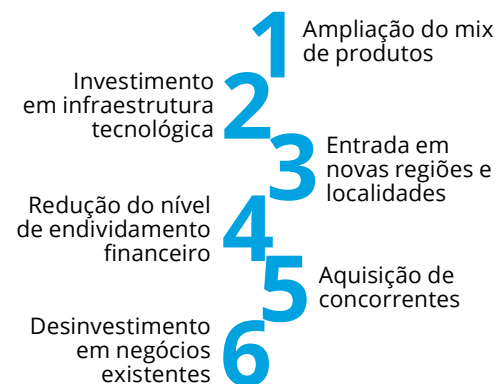 1
Ampliação do mix
de produtos
2
Investimento
em infraestrutura
tecnológica
3
Entrada em
novas regiões e
localidades
4
Redução do nível
de endividamento
financeiro
5
Aquisição de
concorrentes
6
Desinvestimento
em negócios
existentes